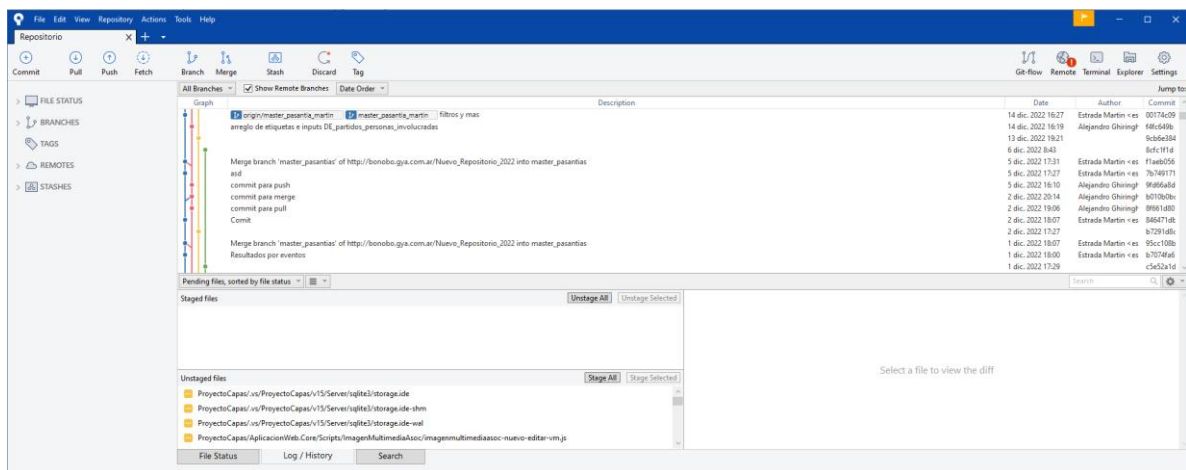 File Edit View Repository Actions Tools Help
Repositorio
Commit Pull Push Fetch Branch Merge Stash Discard Tag Git-flow Remote Terminal Explorer Settings
All Branches Show Remote Branches Date Order Jump to:
FILE STATUS
BRANCHES
TAGS
REMOTES
STASHES
Graph Description Date Author Commit
origin/master_pasantia_martin master_pasantia_martin filtros y mas 14 dic. 2022 16:27 Estrada Martin <es 00174c09
arreglo de etiquetas e inputs DE_partidos_personas_involucradas 14 dic. 2022 16:19 Alejandro Ghiringh f4fc649b
13 dic. 2022 19:21 9cb6e384
6 dic. 2022 8:43 8cfc1f1d
Merge branch 'master_pasantias' of http://bonobo.gya.com.ar/Nuevo_Repositorio_2022 into master_pasantias 5 dic. 2022 17:31 Estrada Martin <es f1aeb056
asd 5 dic. 2022 17:27 Estrada Martin <es 7b749171
commit para push 5 dic. 2022 16:10 Alejandro Ghiringh 9fd66a8d
commit para merge 2 dic. 2022 20:14 Alejandro Ghiringh b010b0bc
commit para pull 2 dic. 2022 19:06 Alejandro Ghiringh 8f661d80
Comit 2 dic. 2022 18:07 Estrada Martin <es 846471db
2 dic. 2022 17:27 b7291d8c
Merge branch 'master_pasantias' of http://bonobo.gya.com.ar/Nuevo_Repositorio_2022 into master_pasantias 1 dic. 2022 18:07 Estrada Martin <es 95cc108b
Resultados por eventos 1 dic. 2022 18:00 Estrada Martin <es b7074fa6
1 dic. 2022 17:29 c5e52a1d
Pending files, sorted by file status Search
Staged files Unstage All Unstage Selected
Select a file to view the diff
Unstaged files Stage All Stage Selected
ProyectoCapas/.vs/ProyectoCapas/v15/Server/sqlite3/storage.ide
ProyectoCapas/.vs/ProyectoCapas/v15/Server/sqlite3/storage.ide-shm
ProyectoCapas/.vs/ProyectoCapas/v15/Server/sqlite3/storage.ide-wal
ProyectoCapas/AplicacionWeb.Core/Scripts/ImagenMultimediaAsoc/imagenmultimediaasoc-nuevo-editar-vm.js
File Status Log / History Search